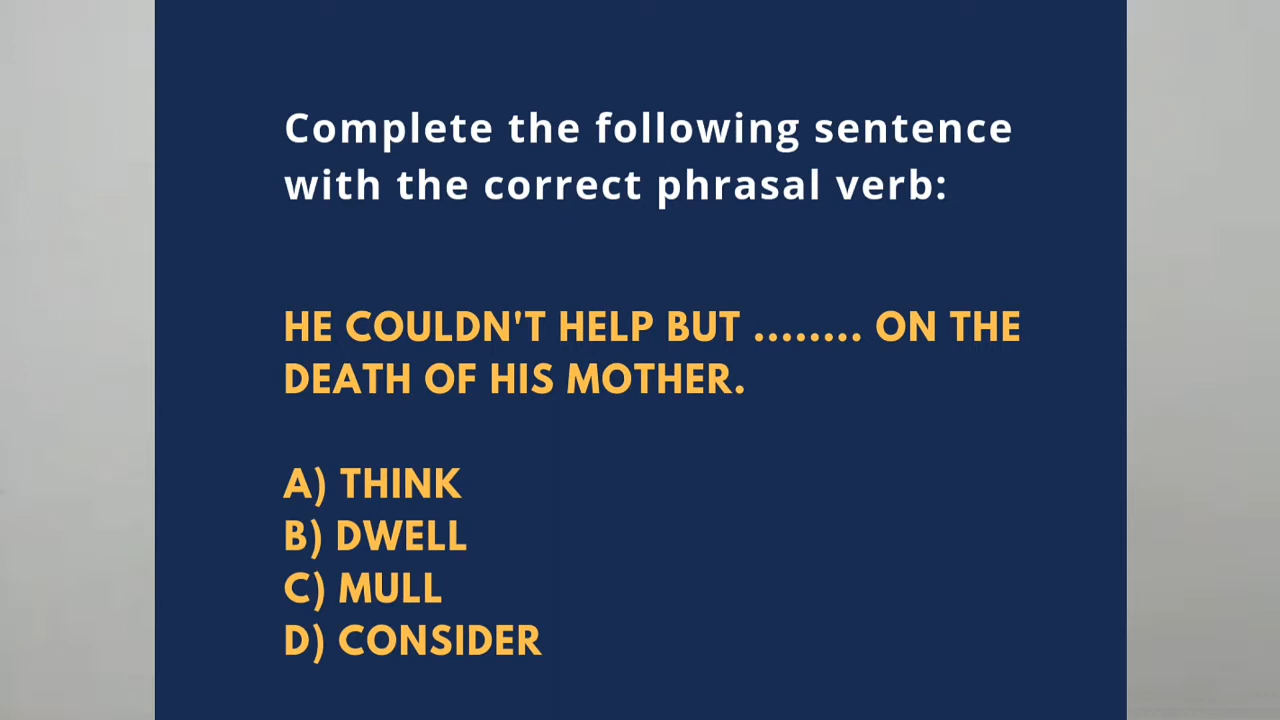 Complete the following sentence
with the correct phrasal verb:
HE COULDN'T HELP BUT ........ ON THE
DEATH OF HIS MOTHER.
A) THINK
B) DWELL
C) MULL
D) CONSIDER